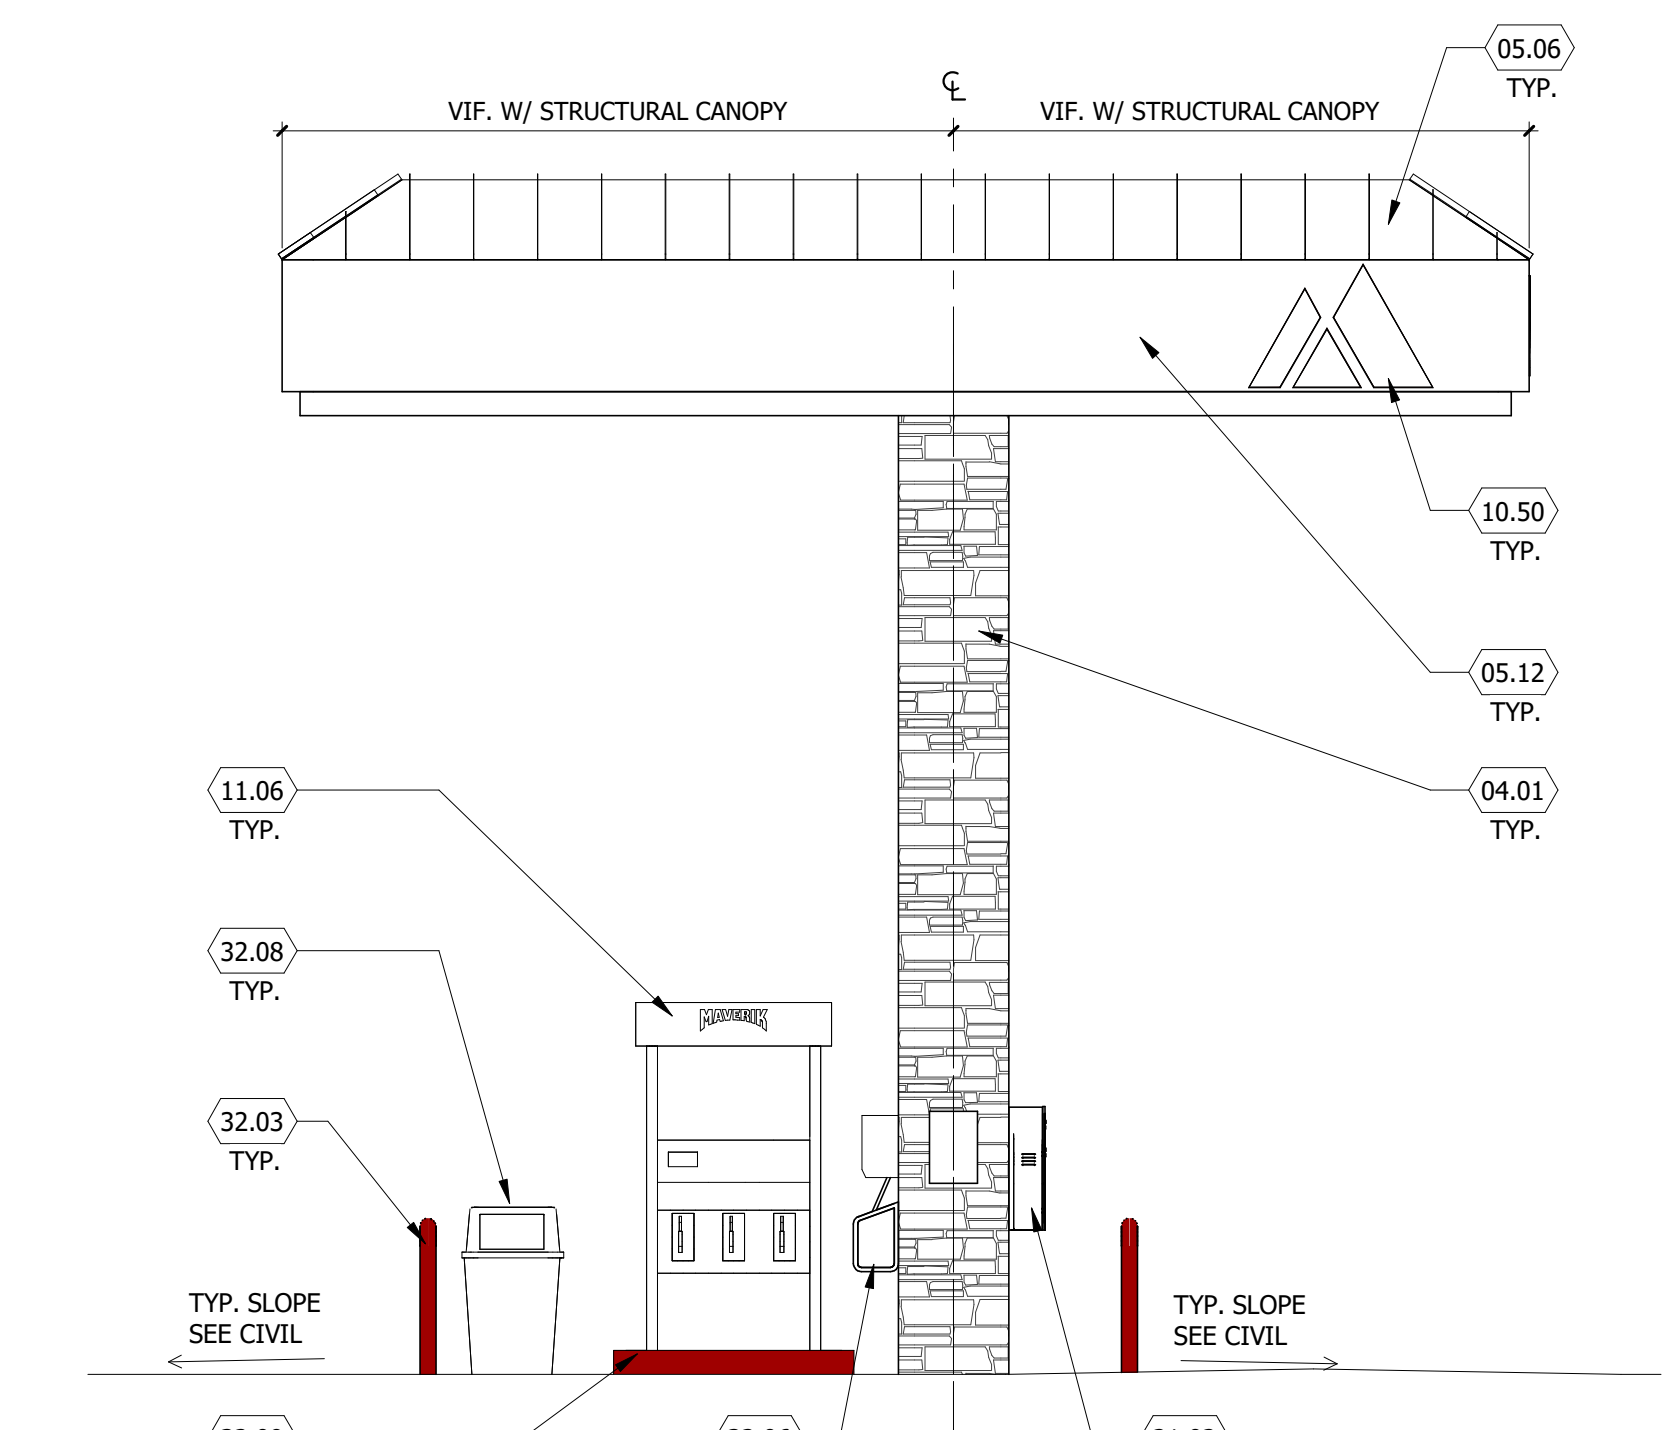 05.06
TYP.
℄
VIF. W/ STRUCTURAL CANOPY
VIF. W/ STRUCTURAL CANOPY
10.50
TYP.
05.12
TYP.
11.06
TYP.
04.01
TYP.
32.08
TYP.
MAVERIK
32.03
TYP.
TYP. SLOPE
SEE CIVIL
TYP. SLOPE
SEE CIVIL